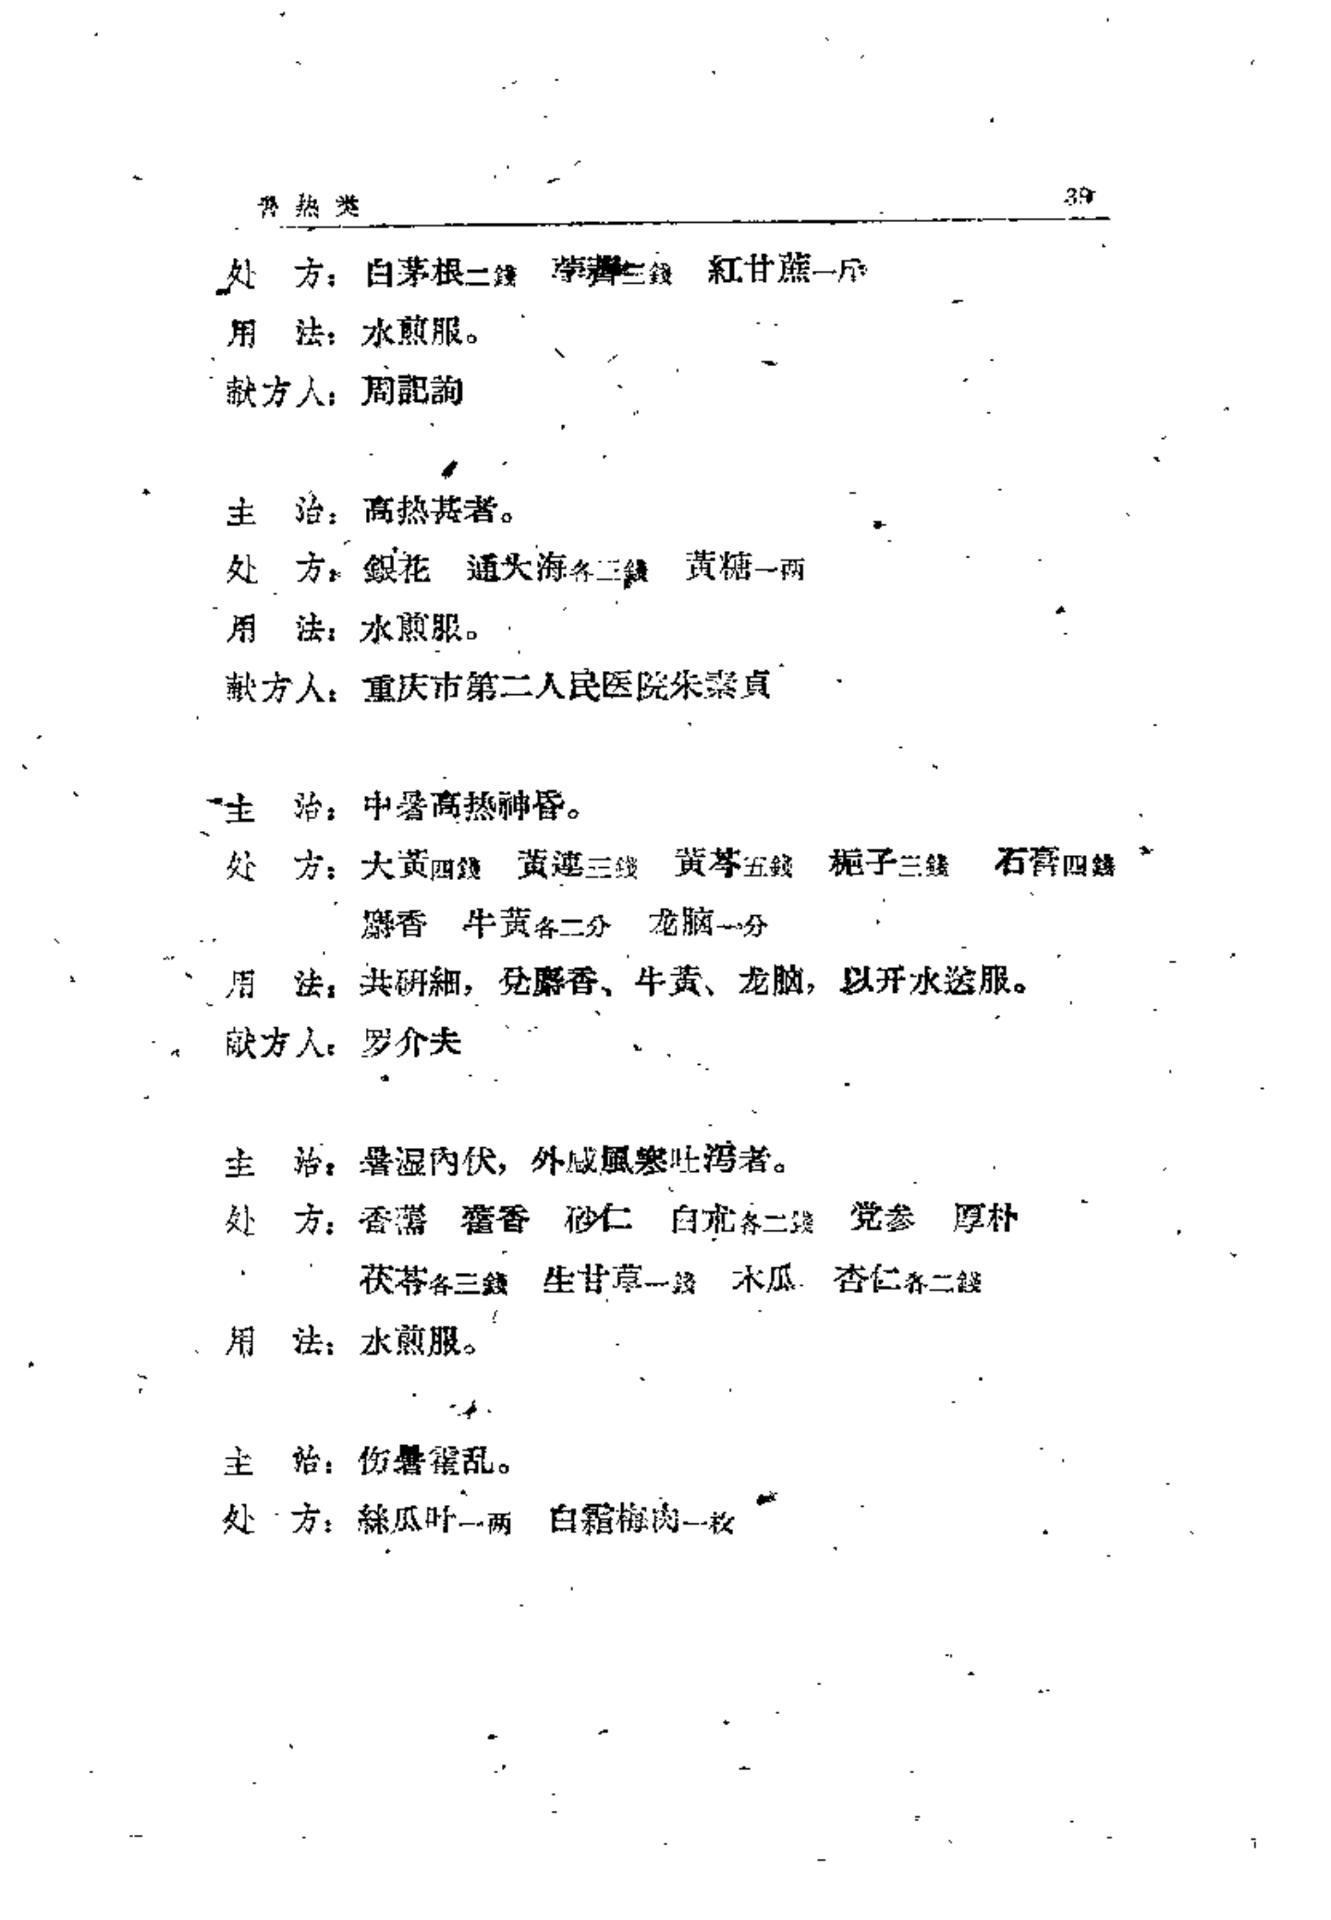 暑热类 39
处 方：白茅根二錢 荸薺三錢 紅甘蔗一斤
用 法：水煎服。
献方人：周記詢
主 治：高热甚者。
处 方：銀花 通大海各三錢 黃糖一两
用 法：水煎服。
献方人：重庆市第二人民医院朱素貞
主 治：中暑高热神昏。
处 方：大黃四錢 黃連三錢 黃芩五錢 梔子三錢 石膏四錢
麝香 牛黃各二分 龙脑一分
用 法：共研細，兌麝香、牛黃、龙脑，以开水送服。
献方人：罗介夫
主 治：暑湿內伏，外感風寒吐泻者。
处 方：香薷 藿香 砂仁 白朮各二錢 党参 厚朴
茯苓各三錢 生甘草一錢 木瓜 杏仁各二錢
用 法：水煎服。
主 治：伤暑霍乱。
处 方：絲瓜叶一两 白霜梅肉一枚